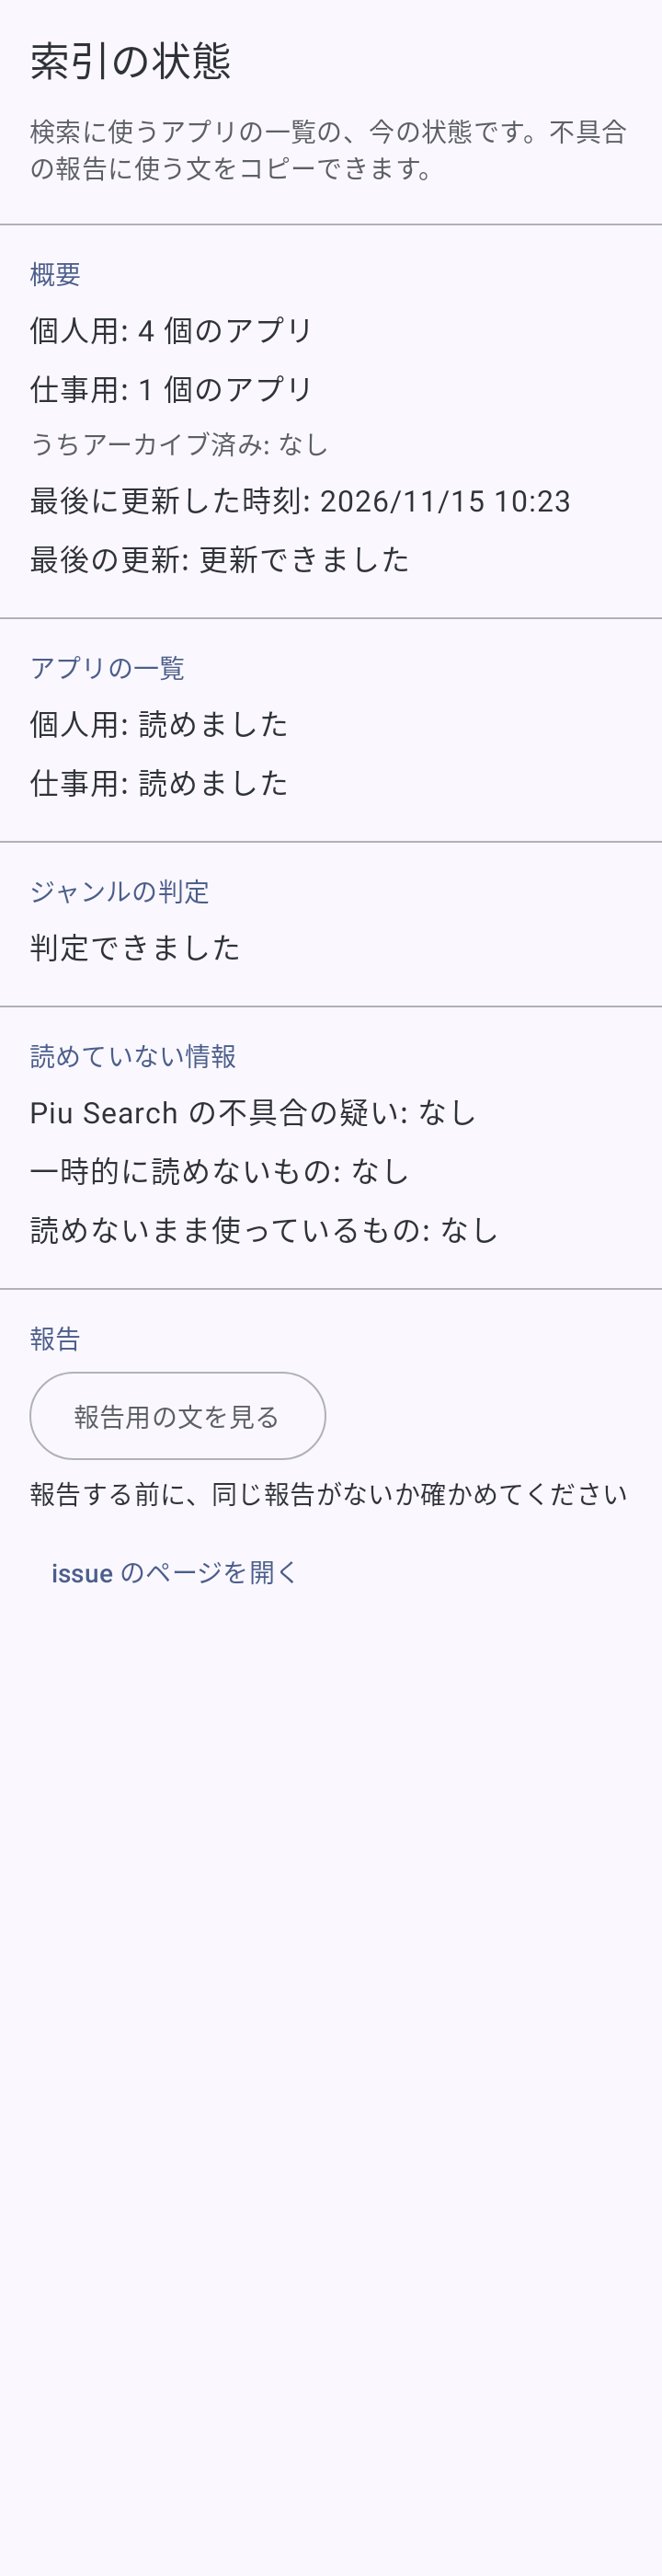 索引の状態
検索に使うアプリの一覧の、今の状態です。不具合
の報告に使う文をコピーできます。
概要
個人用: 4 個のアプリ
仕事用: 1 個のアプリ
うちアーカイブ済み: なし
最後に更新した時刻: 2026/11/15 10:23
最後の更新: 更新できました
アプリの一覧
個人用: 読めました
仕事用: 読めました
ジャンルの判定
判定できました
読めていない情報
Piu Search の不具合の疑い: なし
一時的に読めないもの: なし
読めないまま使っているもの: なし
報告
報告用の文を見る
報告する前に、同じ報告がないか確かめてください
issue のページを開く